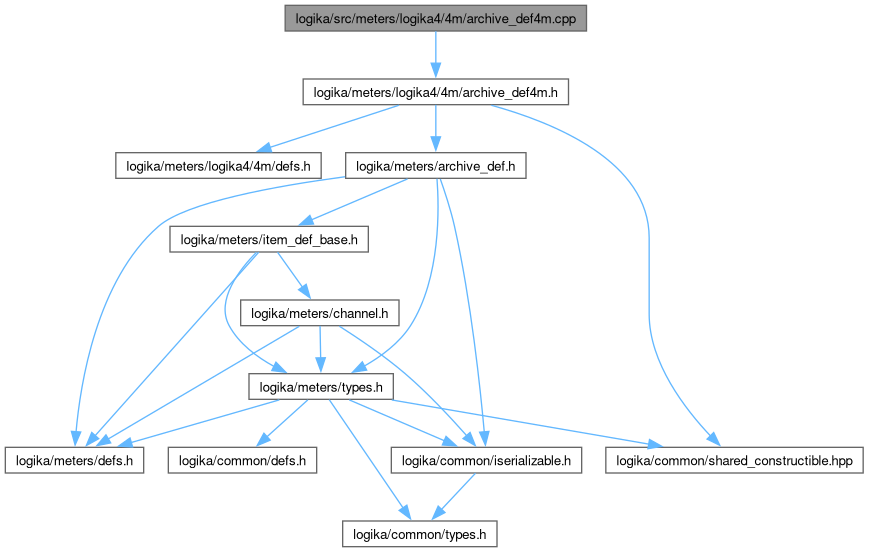 logika/src/meters/logika4/4m/archive_def4m.cpp
logika/meters/logika4/4m/archive_def4m.h
logika/meters/logika4/4m/defs.h
logika/meters/archive_def.h
logika/meters/item_def_base.h
logika/meters/channel.h
logika/meters/types.h
logika/meters/defs.h
logika/common/defs.h
logika/common/iserializable.h
logika/common/shared_constructible.hpp
logika/common/types.h